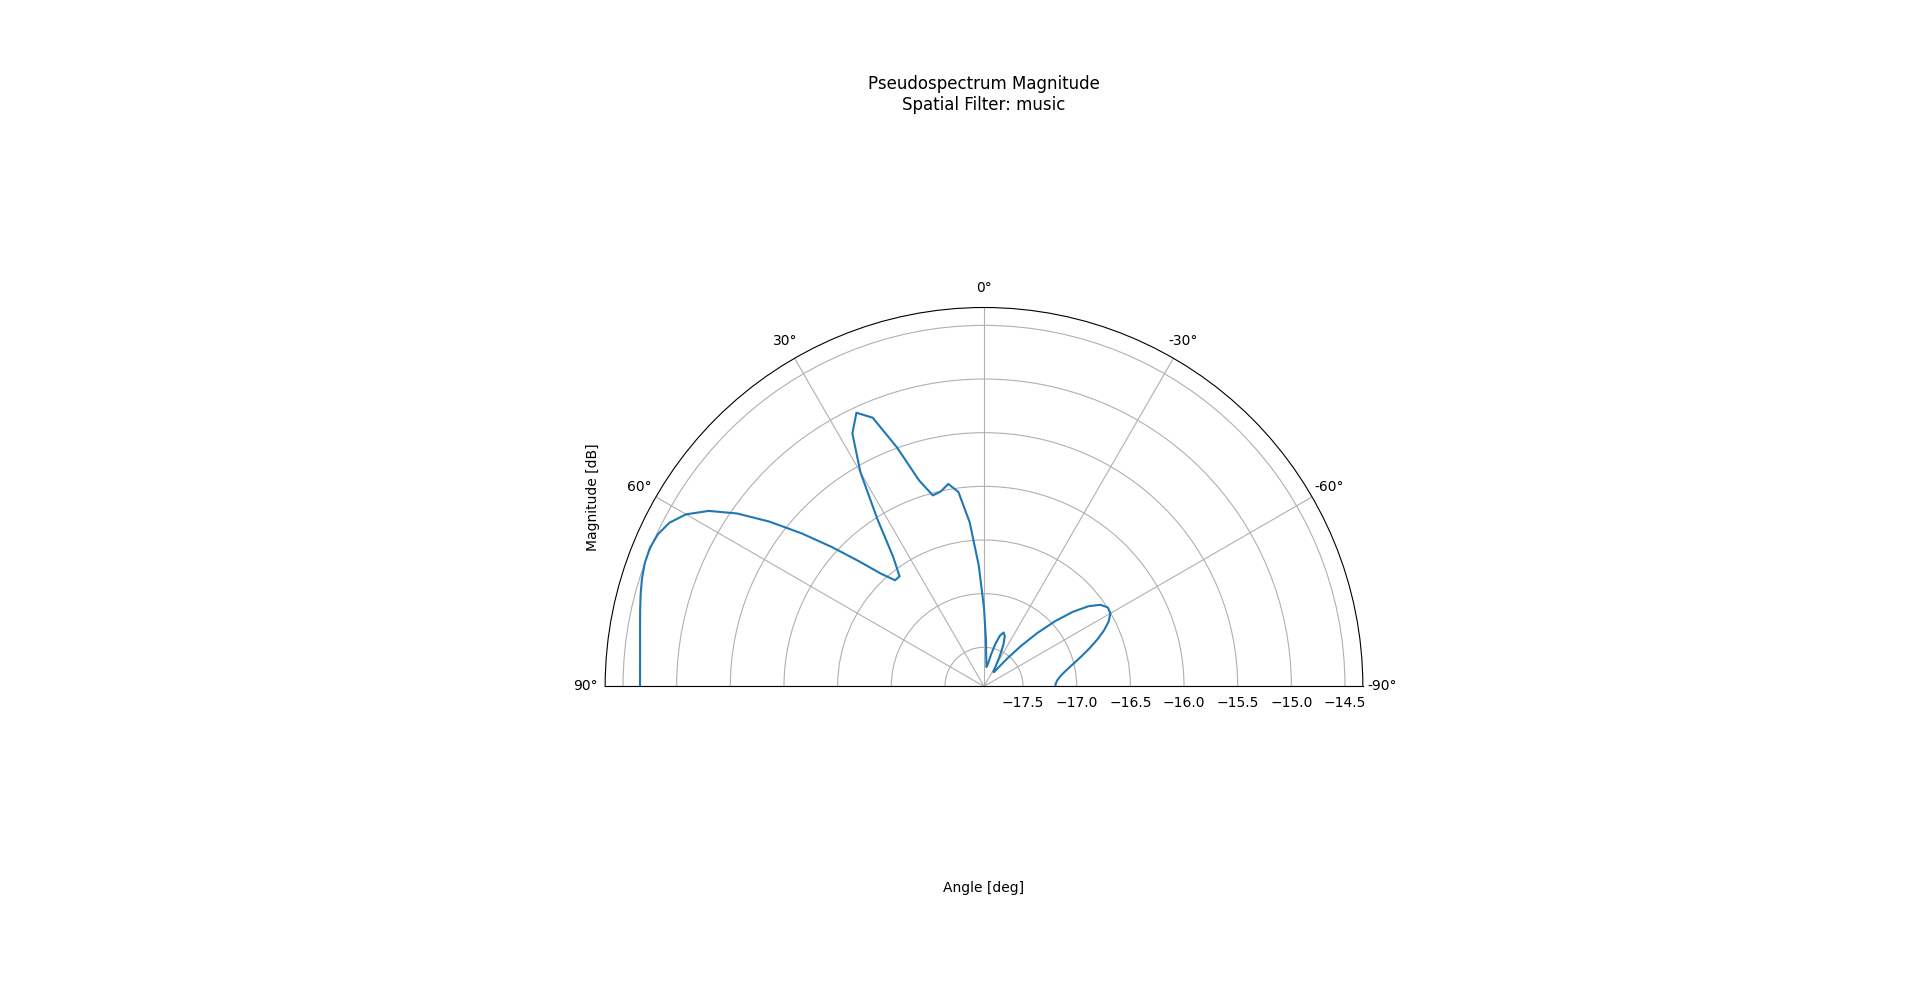 Pseudospectrum Magnitude
Spatial Filter: music
0°
30°
-30°
60°
-60°
Magnitude [dB]
90°
-90°
−17.5 −17.0 −16.5 −16.0 −15.5 −15.0 −14.5
Angle [deg]